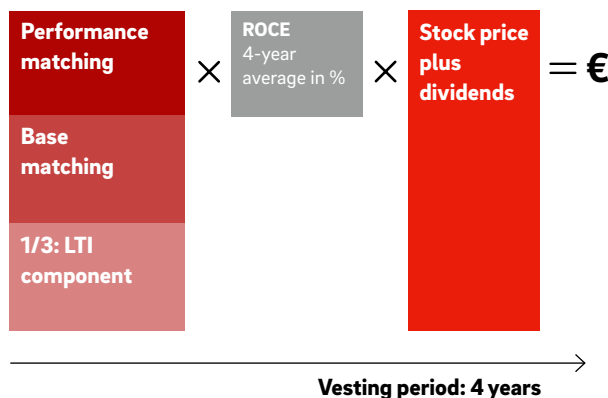 Performance
matching
×
ROCE
4-year
average in %
×
Stock price
plus
dividends
= €
Base
matching
1/3: LTI
component
Vesting period: 4 years